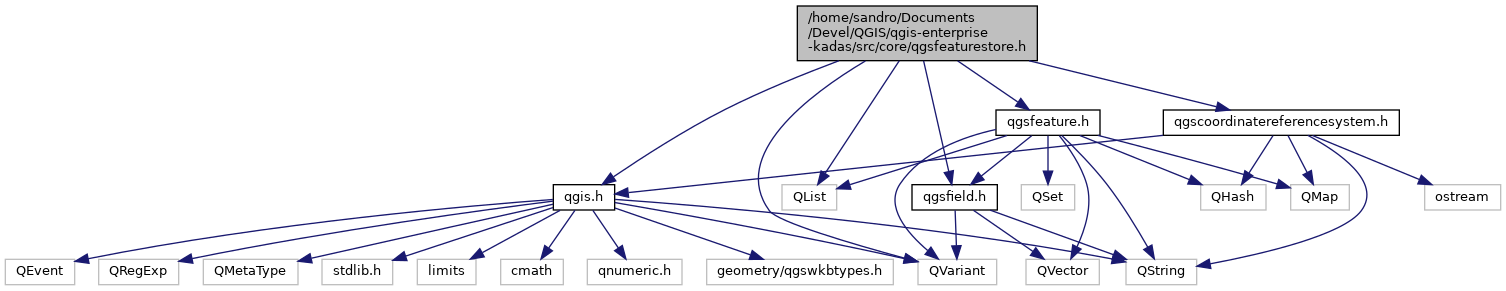 /home/sandro/Documents
/Devel/QGIS/qgis-enterprise
-kadas/src/core/qgsfeaturestore.h
qgsfeature.h
qgscoordinatereferencesystem.h
qgis.h
QList
qgsfield.h
QSet
QHash
QMap
ostream
QEvent
QRegExp
QMetaType
stdlib.h
limits
cmath
qnumeric.h
geometry/qgswkbtypes.h
QVariant
QVector
QString